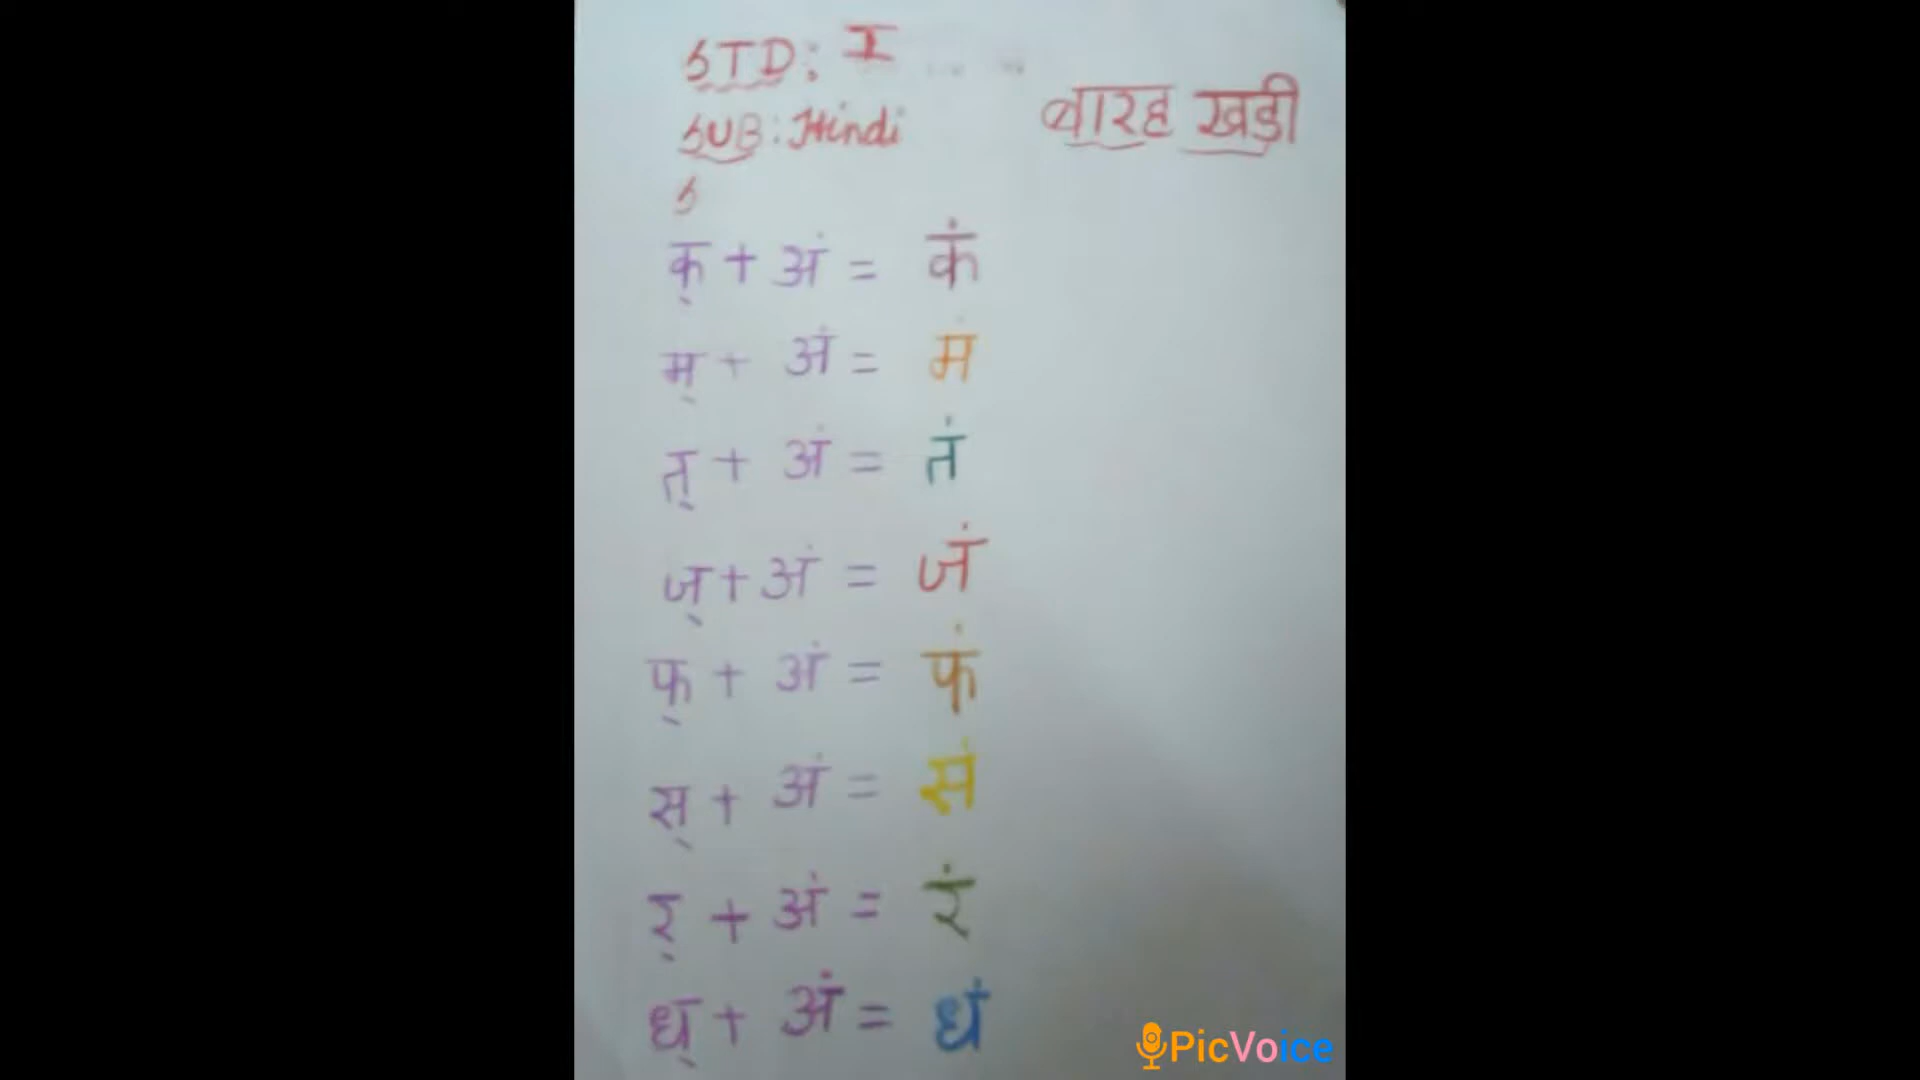 STD: I
SUB: Hindi
बारह खडी
S
क् + अं = कं
म् + अं = मं
त् + अं = तं
ज् + अं = जं
फ् + अं = फं
स् + अं = सं
र् + अं = रं
ध् + अं = धं
PicVoice